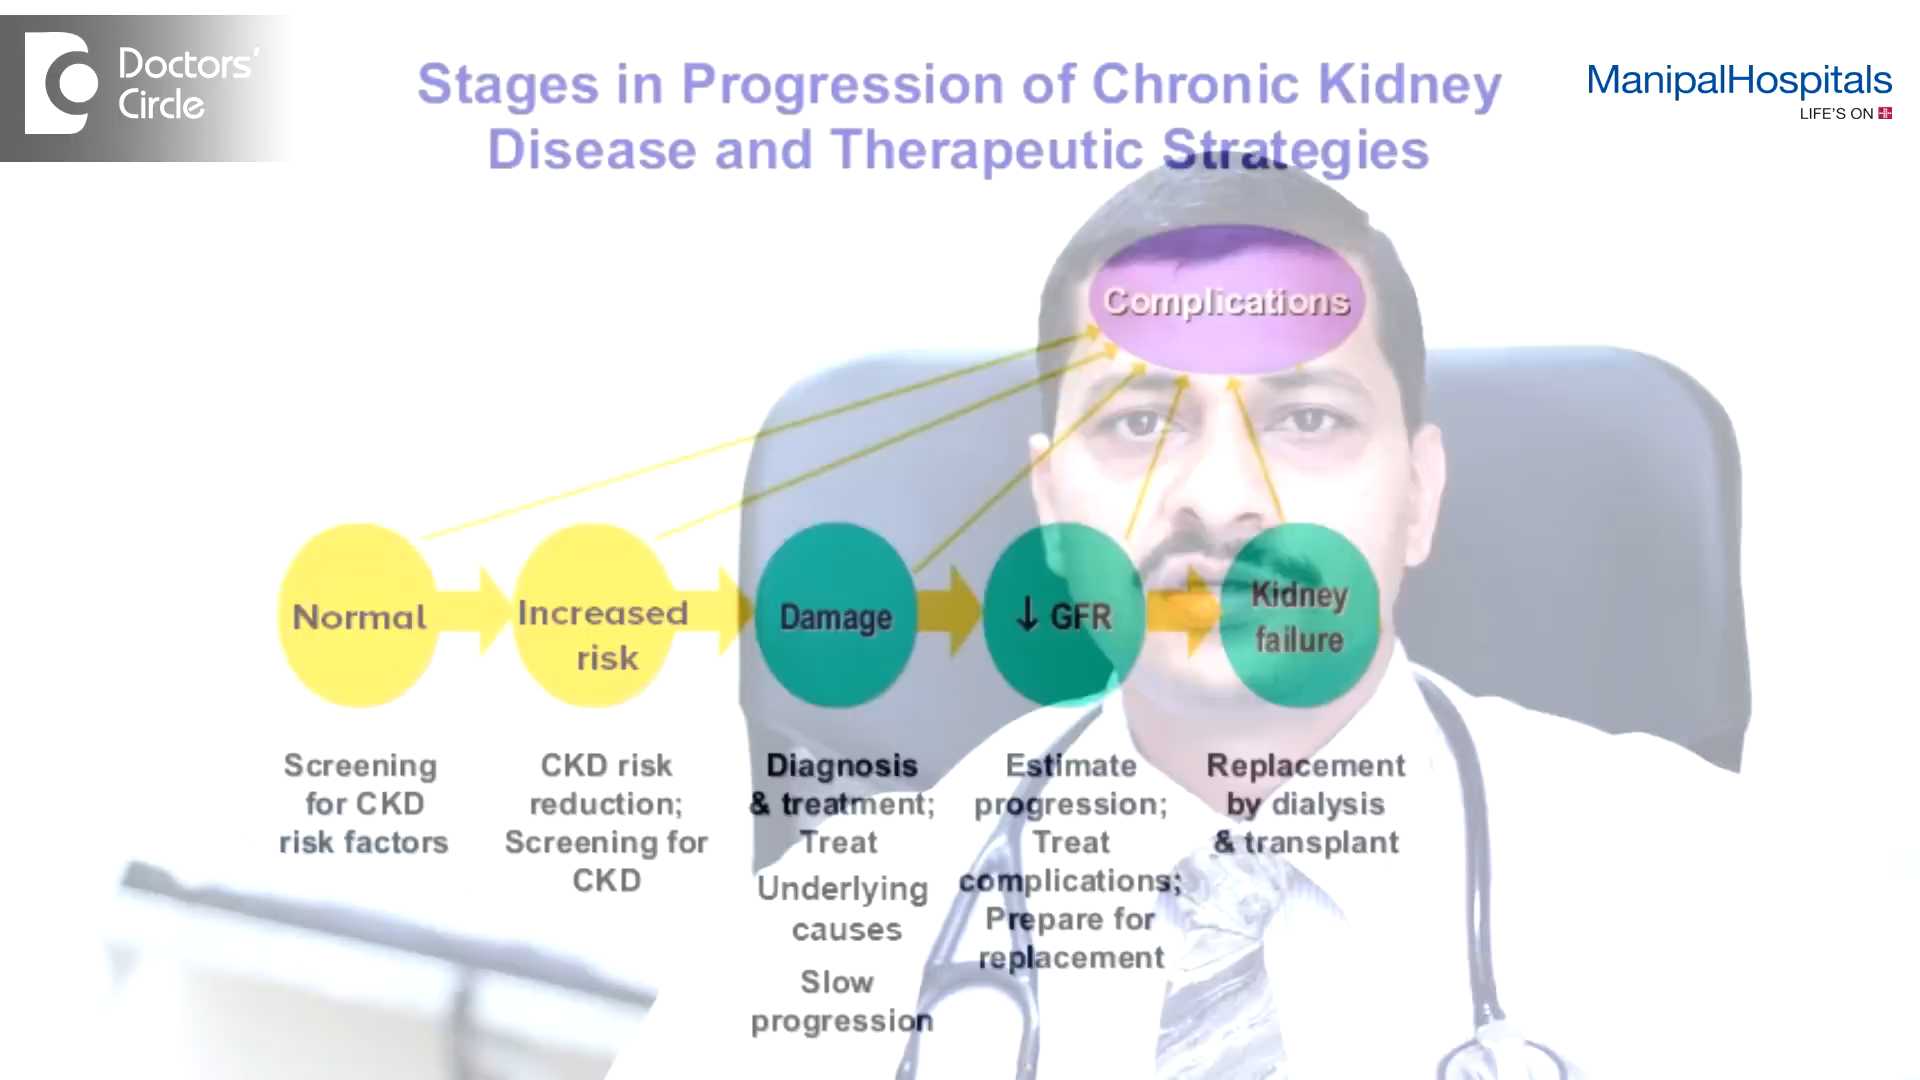 Doctors'
Circle
Stages in Progression of Chronic Kidney
Disease and Therapeutic Strategies
ManipalHospitals
LIFE'S ON
Complications
Normal
Increased
risk
Damage
↓ GFR
Kidney
failure
Screening
for CKD
risk factors
CKD risk
reduction;
Screening for
CKD
Diagnosis
& treatment;
Treat
Underlying
causes
Slow
progression
Estimate
progression;
Treat
complications;
Prepare for
replacement
Replacement
by dialysis
& transplant